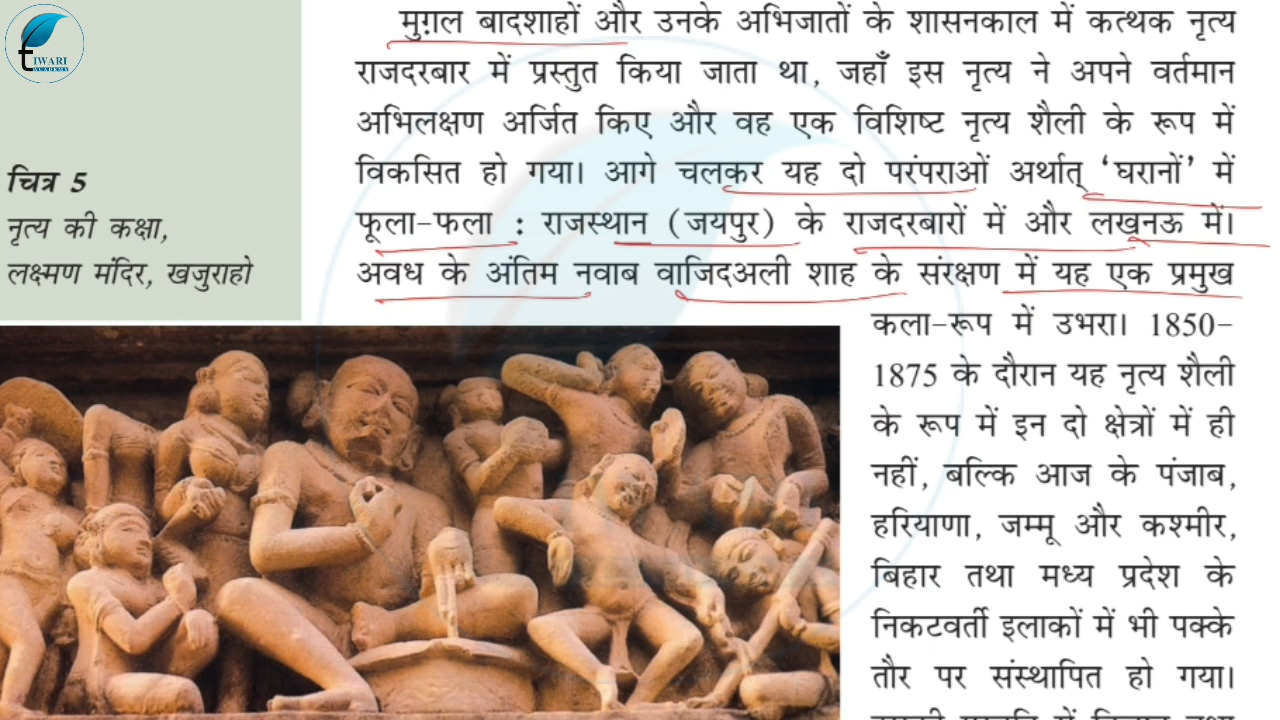 tIWARI
मुग़ल बादशाहों और उनके अभिजातों के शासनकाल में कत्थक नृत्य
राजदरबार में प्रस्तुत किया जाता था, जहाँ इस नृत्य ने अपने वर्तमान
अभिलक्षण अर्जित किए और वह एक विशिष्ट नृत्य शैली के रूप में
विकसित हो गया। आगे चलकर यह दो परंपराओं अर्थात् ‘घरानों’ में
फूला-फला : राजस्थान (जयपुर) के राजदरबारों में और लखनऊ में।
अवध के अंतिम नवाब वाजिदअली शाह के संरक्षण में यह एक प्रमुख
कला-रूप में उभरा। 1850-
1875 के दौरान यह नृत्य शैली
के रूप में इन दो क्षेत्रों में ही
नहीं, बल्कि आज के पंजाब,
हरियाणा, जम्मू और कश्मीर,
बिहार तथा मध्य प्रदेश के
निकटवर्ती इलाकों में भी पक्के
तौर पर संस्थापित हो गया।
चित्र 5
नृत्य की कक्षा,
लक्ष्मण मंदिर, खजुराहो